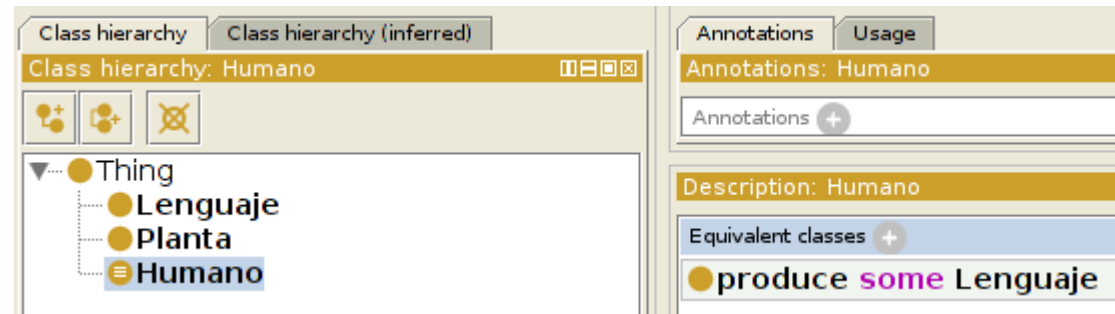 Class hierarchy
Class hierarchy (inferred)
Class hierarchy: Humano
Thing
Lenguaje
Planta
Humano
Annotations
Usage
Annotations: Humano
Annotations
Description: Humano
Equivalent classes
produce some Lenguaje